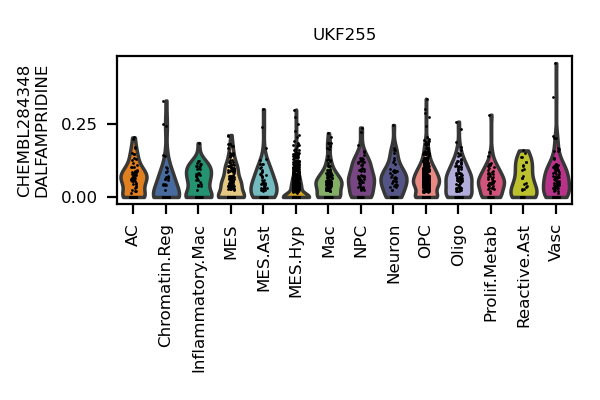 UKF255
CHEMBL284348
DALFAMPRIDINE
0.25
0.00
AC
Chromatin.Reg
Inflammatory.Mac
MES
MES.Ast
MES.Hyp
Mac
NPC
Neuron
OPC
Oligo
Prolif.Metab
Reactive.Ast
Vasc